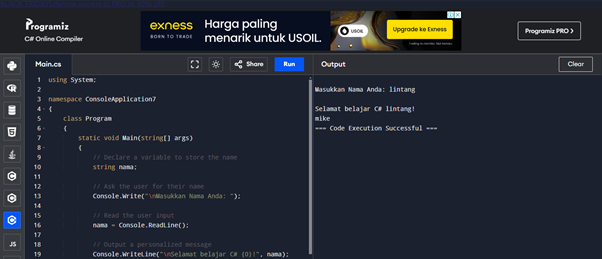 Programiz
C# Online Compiler
exness
BORN TO TRADE
Harga paling
menarik untuk USOIL.
USOIL
Upgrade ke Exness
Programiz PRO >
Main.cs
Share
Run
Output
Clear
1 using System;
2
3 namespace ConsoleApplication7
4 {
5 class Program
6 {
7 static void Main(string[] args)
8 {
9 // Declare a variable to store the name
10 string nama;
11
12 // Ask the user for their name
13 Console.Write("\nMasukkan Nama Anda: ");
14
15 // Read the user input
16 nama = Console.ReadLine();
17
18 // Output a personalized message
19 Console.WriteLine("\nSelamat belajar C# {0}!", nama);
JS
Masukkan Nama Anda: lintang
Selamat belajar C# lintang!
mike
=== Code Execution Successful ===